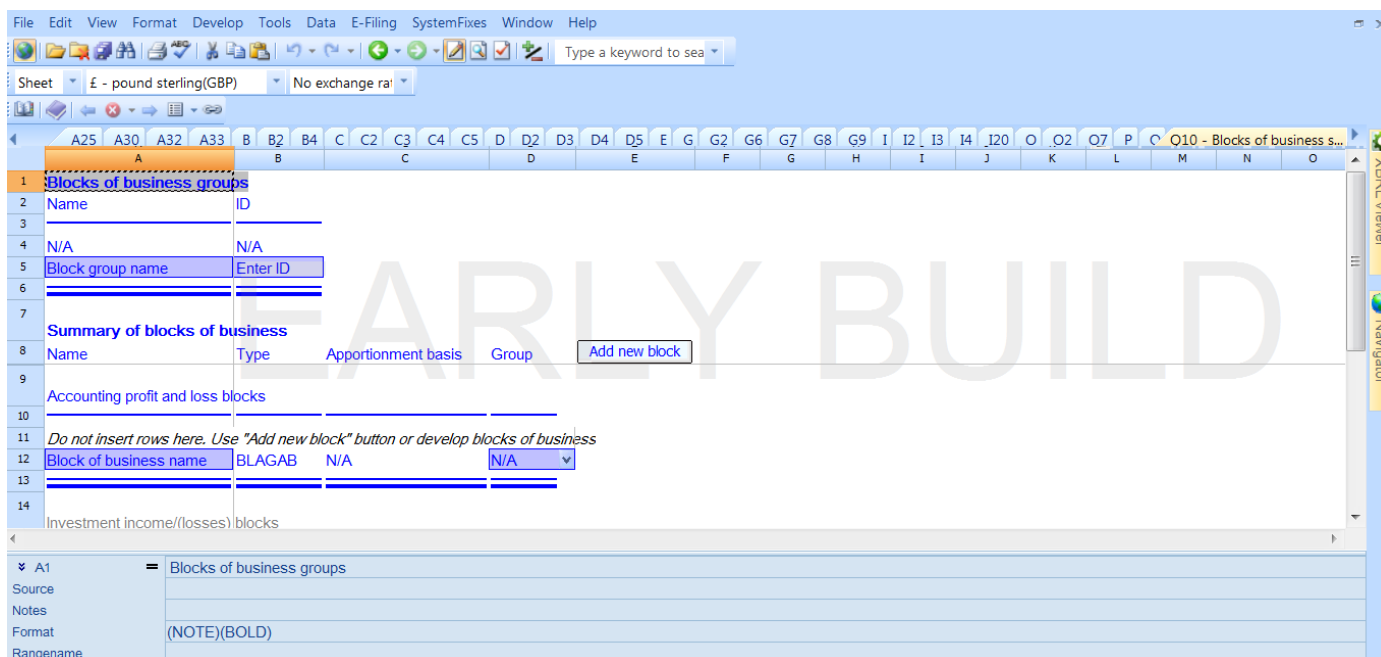 File Edit View Format Develop Tools Data E-Filing SystemFixes Window Help
Type a keyword to sea
Sheet £ - pound sterling(GBP) No exchange ra
A25 A30 A32 A33 B B2 B4 C C2 C3 C4 C5 D D2 D3 D4 D5 E G G2 G6 G7 G8 G9 I I2 I3 I4 I20 O O2 O7 P Q10 - Blocks of business s...
A B C D E F G H I J K L M N O
1 Blocks of business groups
2 Name ID
3
4 N/A N/A
5 Block group name Enter ID
6
EARLY BUILD
7 Summary of blocks of business
8 Name Type Apportionment basis Group Add new block
9 Accounting profit and loss blocks
10
11 Do not insert rows here. Use "Add new block" button or develop blocks of business
12 Block of business name BLAGAB N/A N/A
13
14 Investment income/(losses) blocks
A1 = Blocks of business groups
Source
Notes
Format (NOTE)(BOLD)
Rangename
XBRL Viewer
Navigator